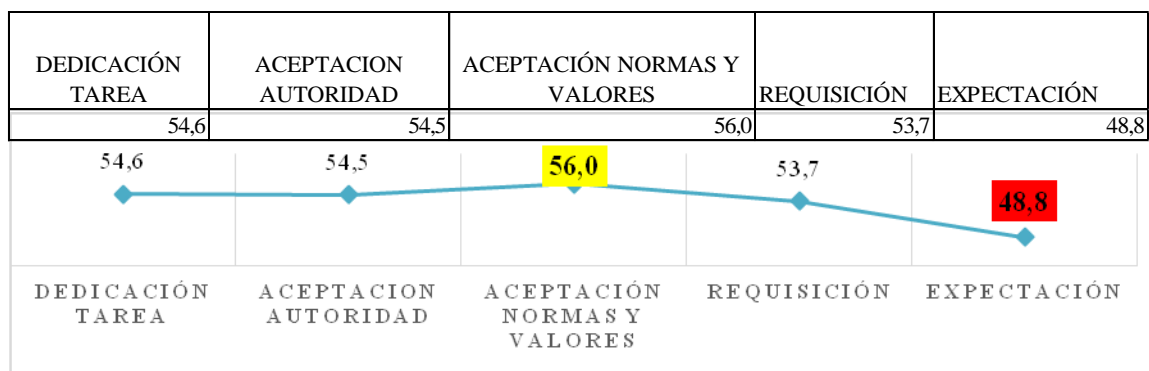 DEDICACIÓN TAREA
ACEPTACION AUTORIDAD
ACEPTACIÓN NORMAS Y VALORES
REQUISICIÓN
EXPECTACIÓN
54,6
54,5
56,0
53,7
48,8
54,6
54,5
56,0
53,7
48,8
DEDICACIÓN
TAREA
ACEPTACION
AUTORIDAD
ACEPTACIÓN
NORMAS Y
VALORES
REQUISICIÓN
EXPECTACIÓN